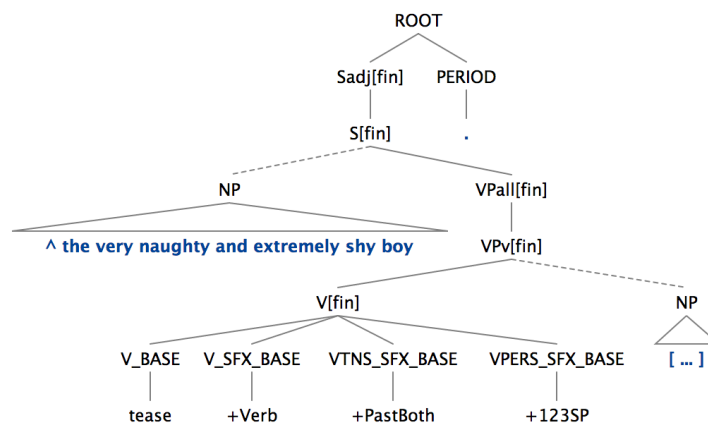 ROOT
Sadj[fin] PERIOD
S[fin] .
NP VPall[fin]
^ the very naughty and extremely shy boy VPv[fin]
V[fin] NP
V_BASE V_SFX_BASE VTNS_SFX_BASE VPERS_SFX_BASE [ ... ]
tease +Verb +PastBoth +123SP